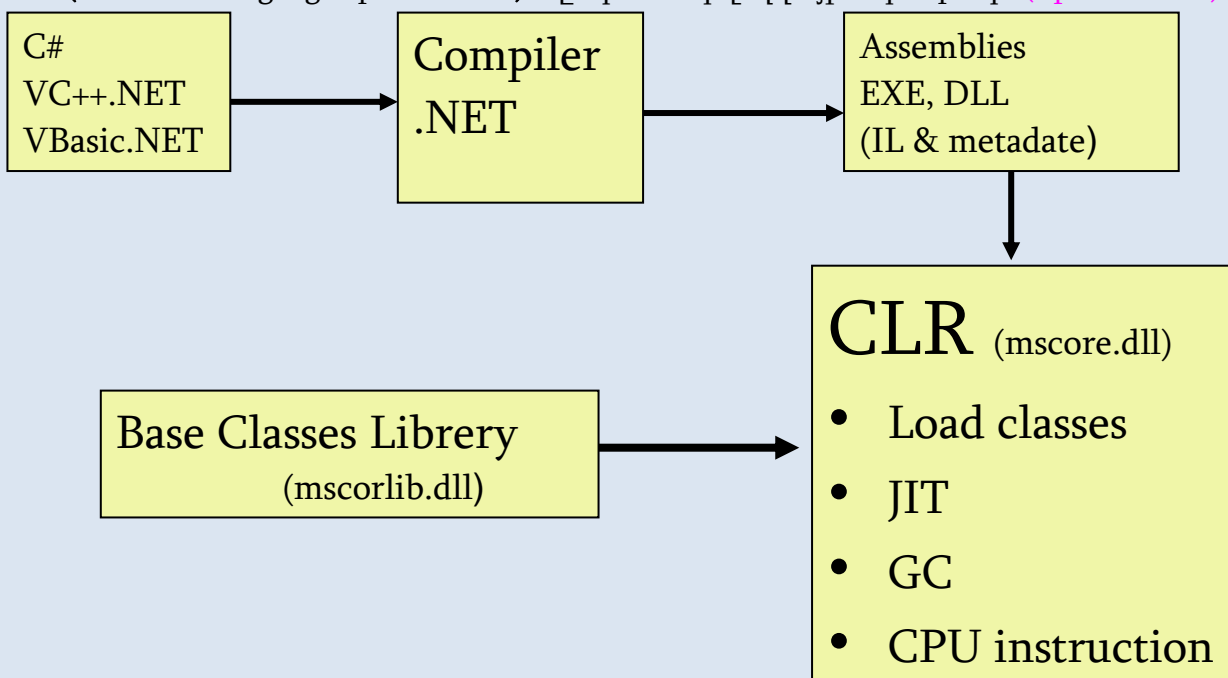 C#
VC++.NET
VBasic.NET
Compiler
.NET
Assemblies
EXE, DLL
(IL & metadate)
CLR (mscore.dll)
• Load classes
• JIT
• GC
• CPU instruction
Base Classes Librery
(mscorlib.dll)